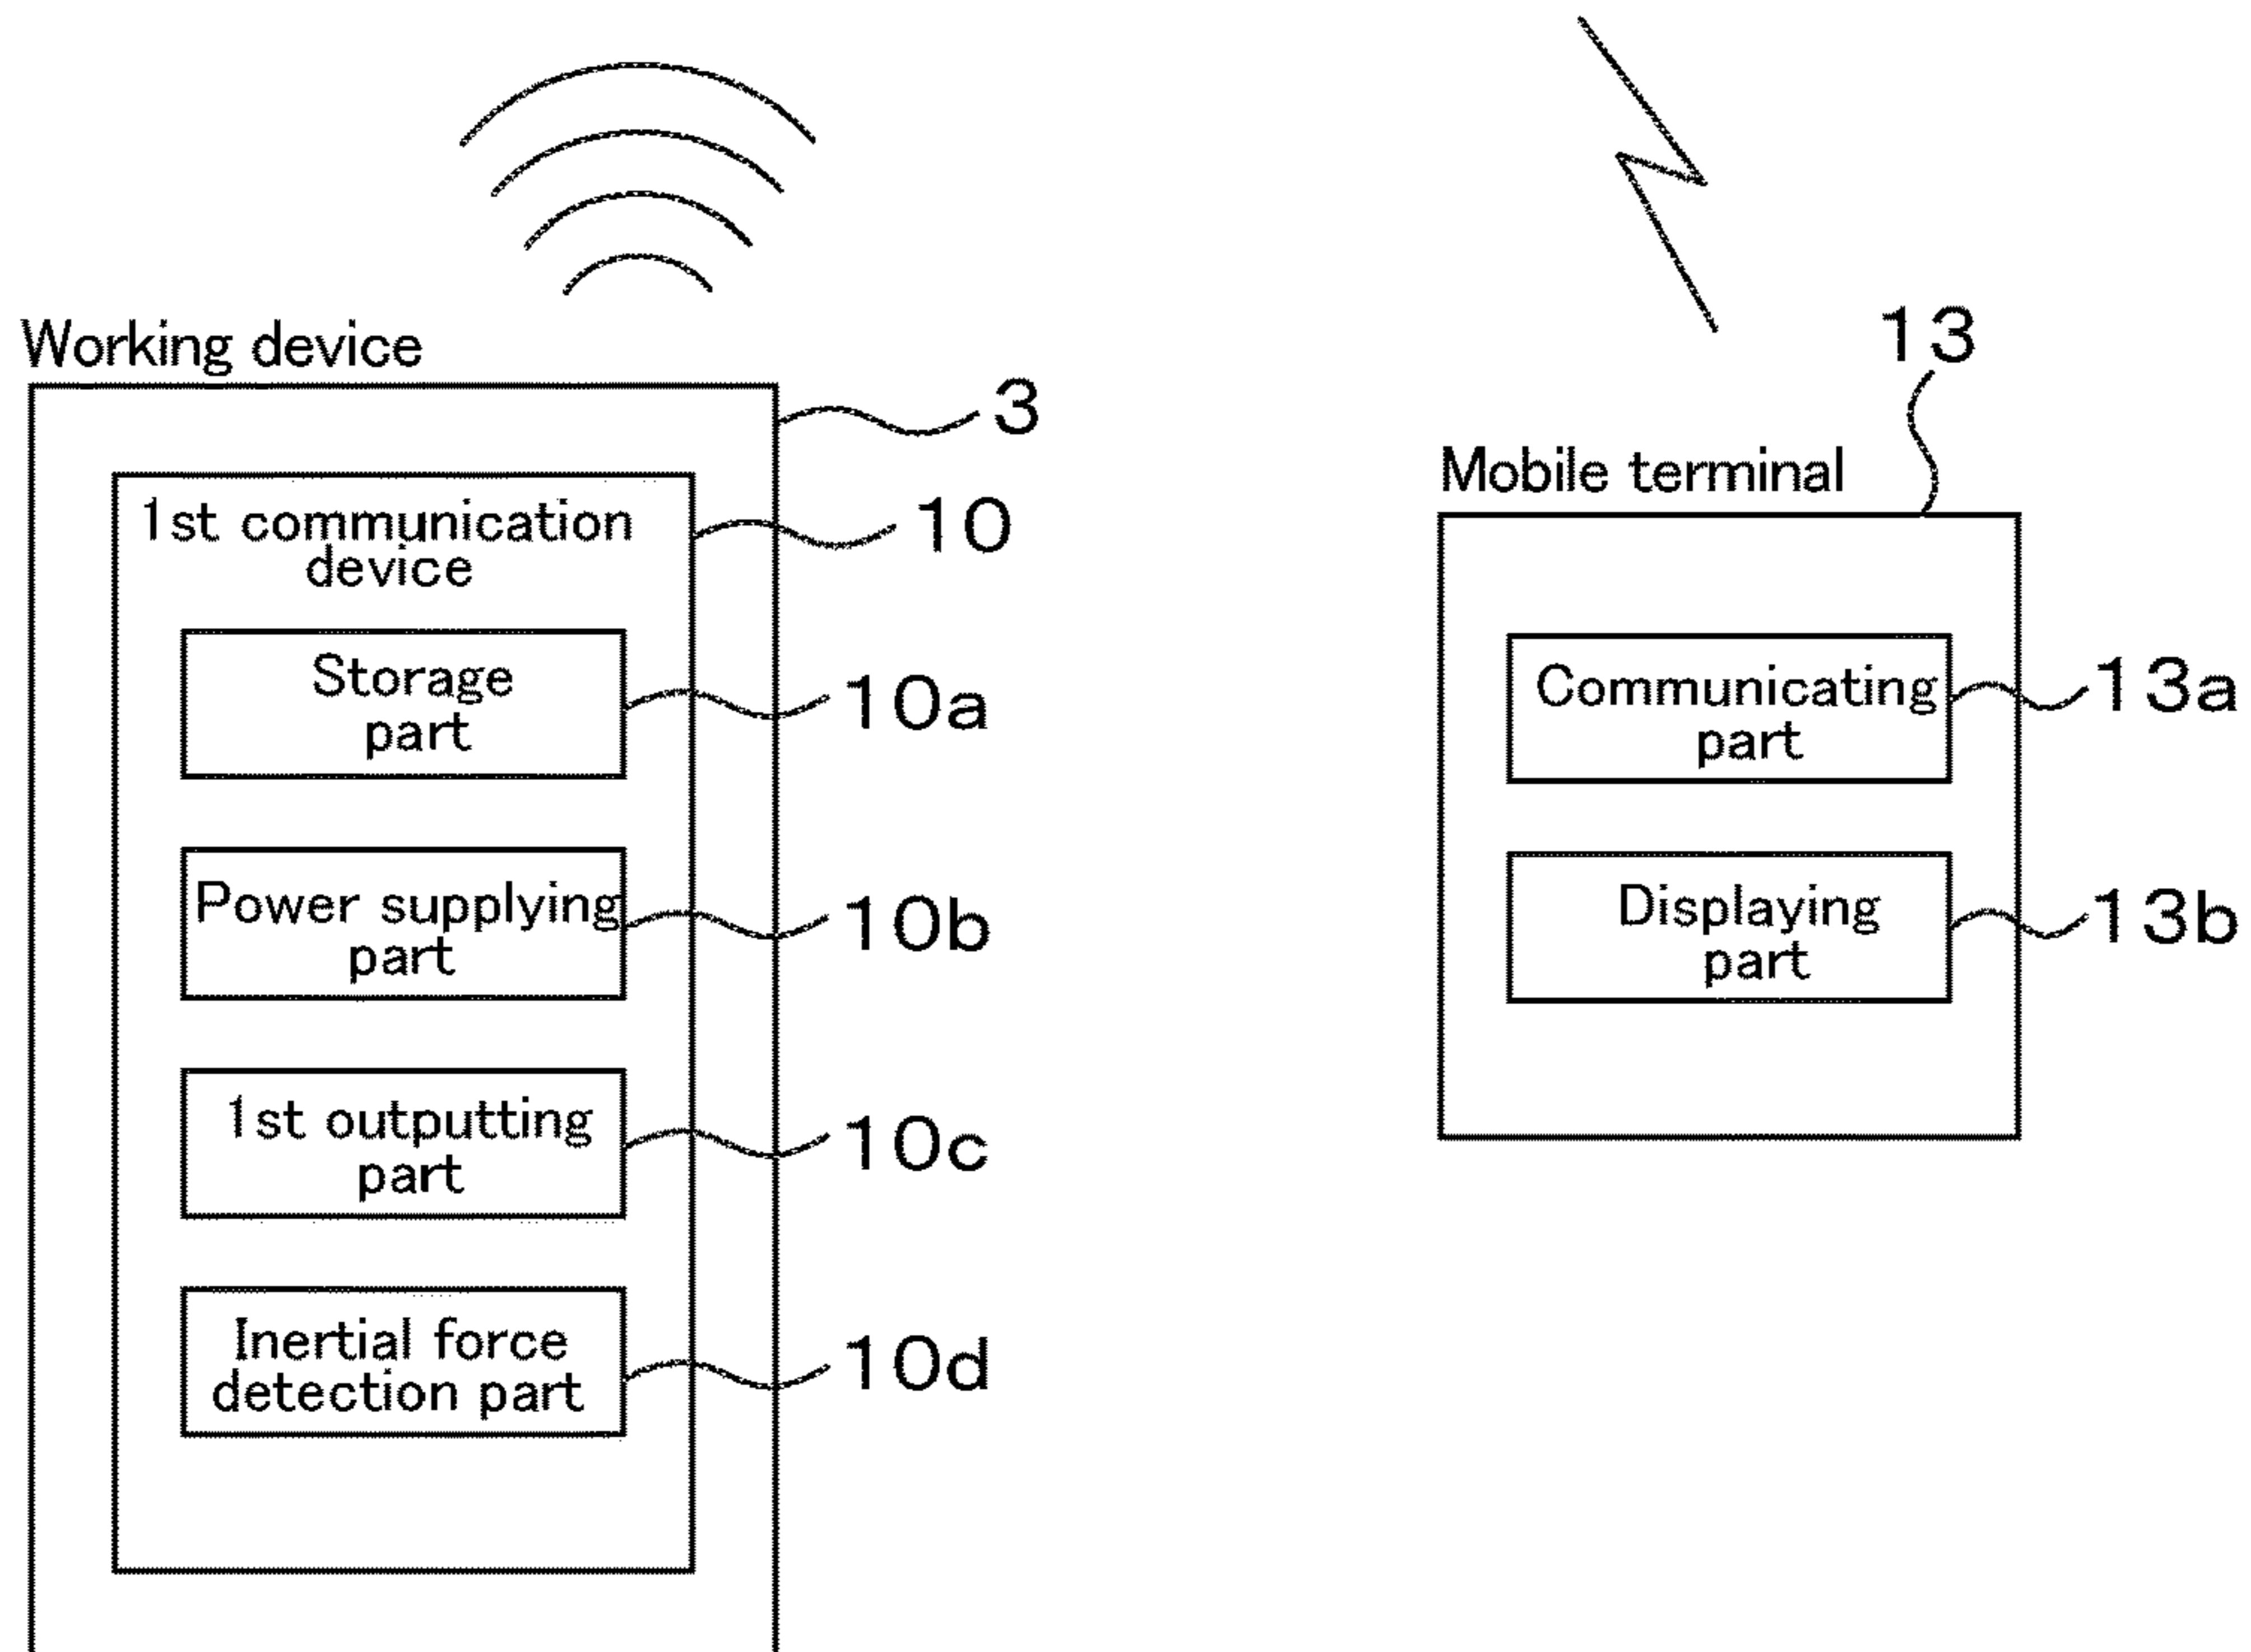 Working device
3
1st communication
device
10
Storage
part
10a
Power supplying
part
10b
1st outputting
part
10c
Inertial force
detection part
10d
13
Mobile terminal
Communicating
part
13a
Displaying
part
13b